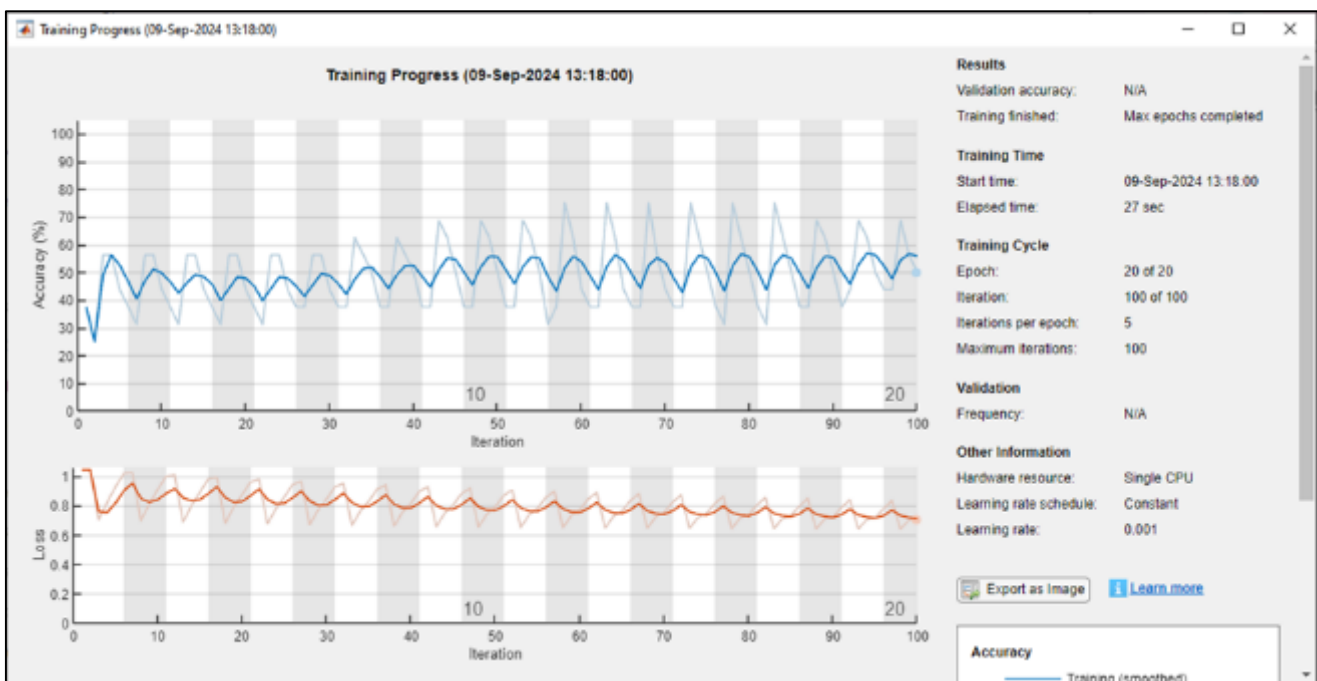 Training Progress (09-Sep-2024 13:18:00)
Training Progress (09-Sep-2024 13:18:00)
100
90
80
70
60
50
40
30
20
10
0
Accuracy (%)
10
20
0 10 20 30 40 50 60 70 80 90 100
Iteration
1
0.8
0.6
0.4
0.2
0
Loss
10
20
0 10 20 30 40 50 60 70 80 90 100
Iteration
Results
Validation accuracy: N/A
Training finished: Max epochs completed
Training Time
Start time: 09-Sep-2024 13:18:00
Elapsed time: 27 sec
Training Cycle
Epoch: 20 of 20
Iteration: 100 of 100
Iterations per epoch: 5
Maximum iterations: 100
Validation
Frequency: N/A
Other Information
Hardware resource: Single CPU
Learning rate schedule: Constant
Learning rate: 0.001
Export as Image
i Learn more
Accuracy
Training (smoothed)